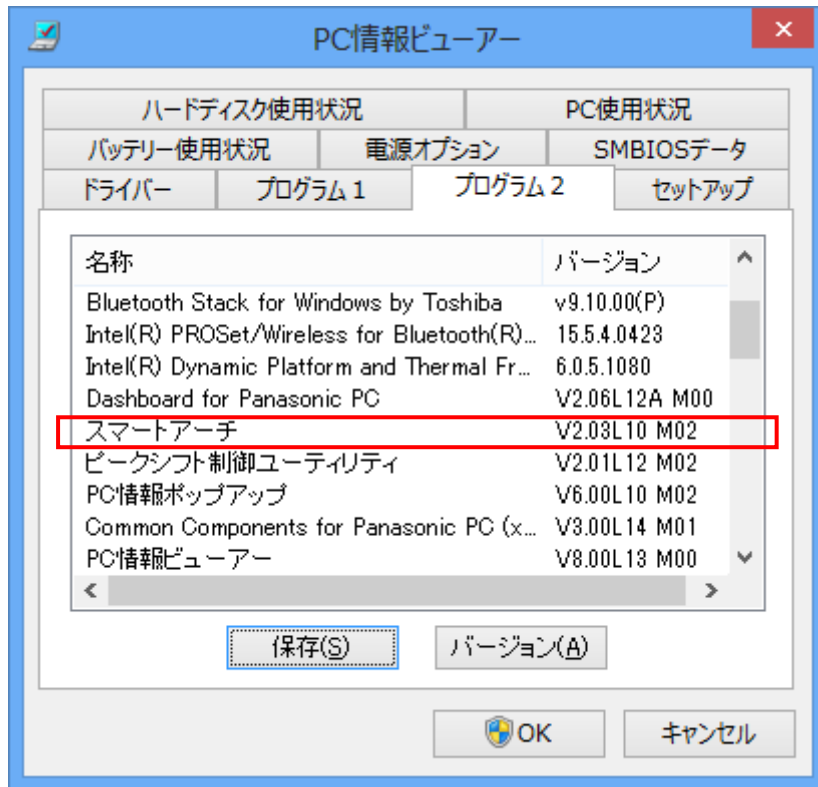 PC情報ビューアー
ハードディスク使用状況 PC使用状況
バッテリー使用状況 電源オプション SMBIOSデータ
ドライバー プログラム 1 プログラム 2 セットアップ
名称 バージョン
Bluetooth Stack for Windows by Toshiba v9.10.00(P)
Intel(R) PROSet/Wireless for Bluetooth(R)... 15.5.4.0423
Intel(R) Dynamic Platform and Thermal Fr... 6.0.5.1080
Dashboard for Panasonic PC V2.06L12A M00
スマートアーチ V2.03L10 M02
ピークシフト制御ユーティリティ V2.01L12 M02
PC情報ポップアップ V6.00L10 M02
Common Components for Panasonic PC (x... V3.00L14 M01
PC情報ビューアー V8.00L13 M00
保存(S) バージョン(A)
OK キャンセル